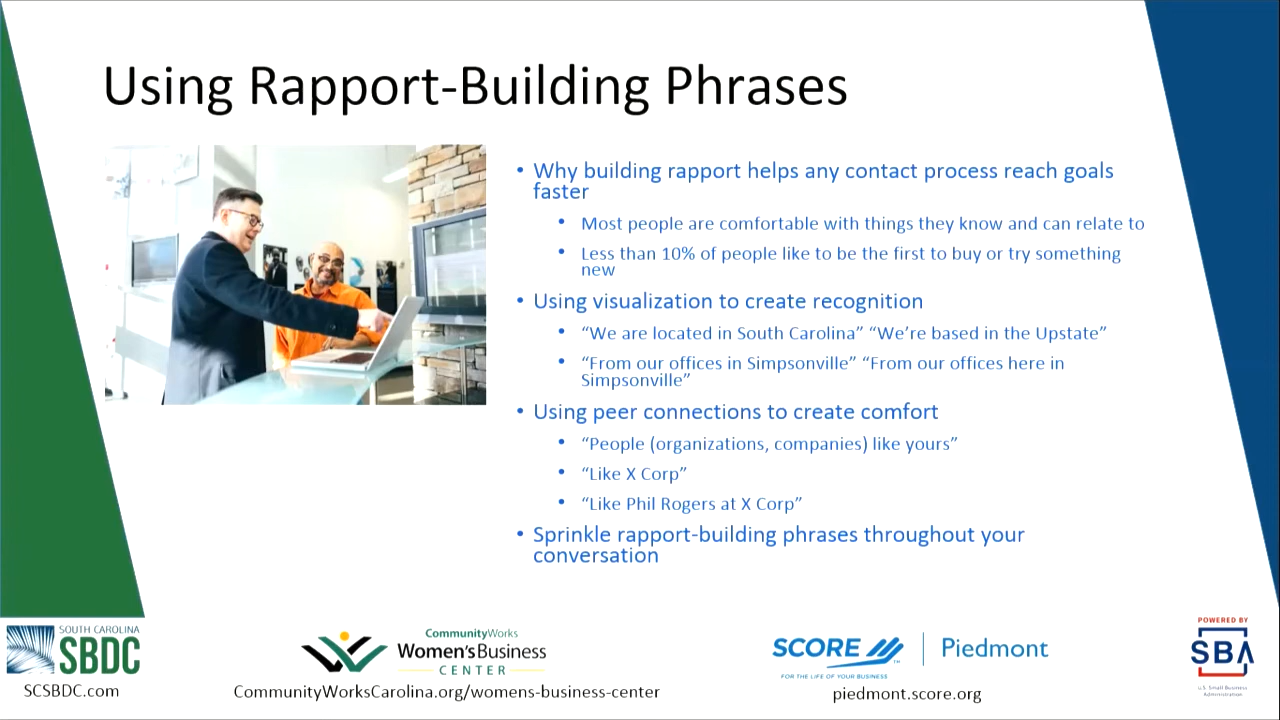 Using Rapport-Building Phrases
• Why building rapport helps any contact process reach goals
faster
• Most people are comfortable with things they know and can relate to
• Less than 10% of people like to be the first to buy or try something
new
• Using visualization to create recognition
• “We are located in South Carolina” “We’re based in the Upstate”
• “From our offices in Simpsonville” “From our offices here in
Simpsonville”
• Using peer connections to create comfort
• “People (organizations, companies) like yours”
• “Like X Corp”
• “Like Phil Rogers at X Corp”
• Sprinkle rapport-building phrases throughout your
conversation
SOUTH CAROLINA
SBDC
SCSBDC.com
CommunityWorks
Women'sBusiness
CENTER
CommunityWorksCarolina.org/womens-business-center
SCORE
TM
FOR THE LIFE OF YOUR BUSINESS
Piedmont
piedmont.score.org
POWERED BY
SBA
U.S. Small Business
Administration